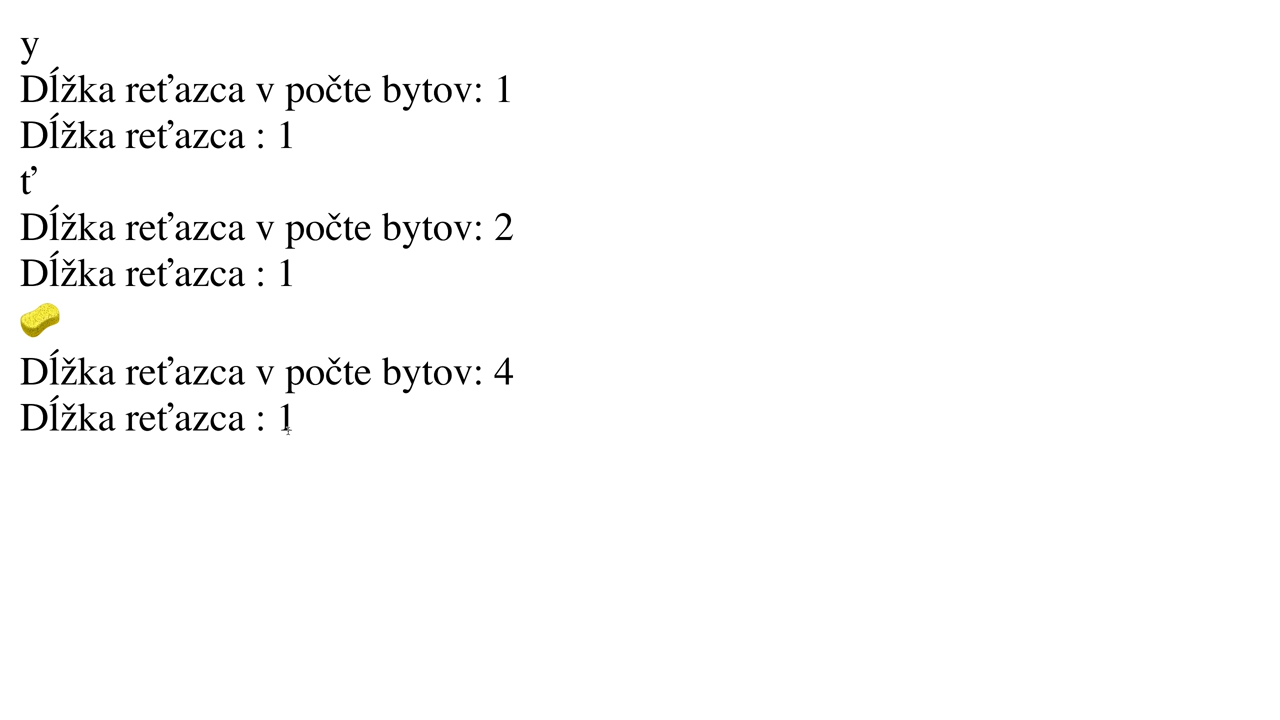 y
Dĺžka reťazca v počte bytov: 1
Dĺžka reťazca : 1
ť
Dĺžka reťazca v počte bytov: 2
Dĺžka reťazca : 1
🧽
Dĺžka reťazca v počte bytov: 4
Dĺžka reťazca : 1